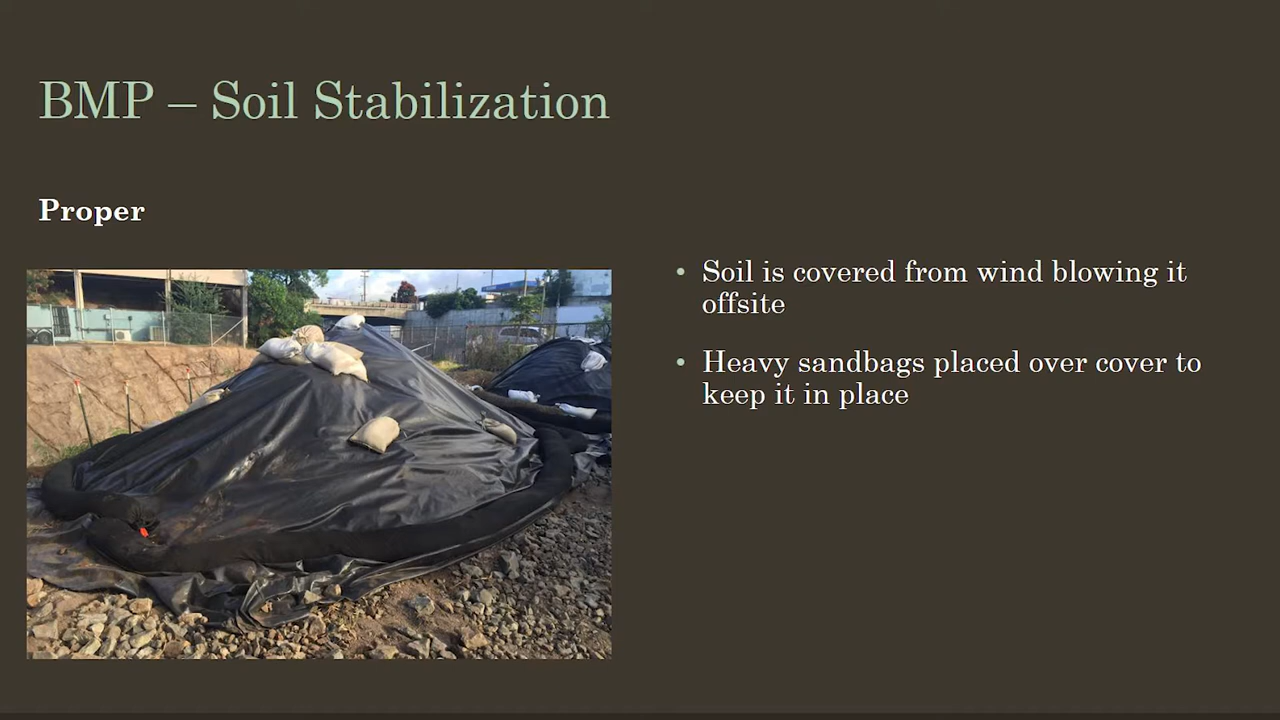 BMP – Soil Stabilization
Proper
• Soil is covered from wind blowing it
offsite
• Heavy sandbags placed over cover to
keep it in place